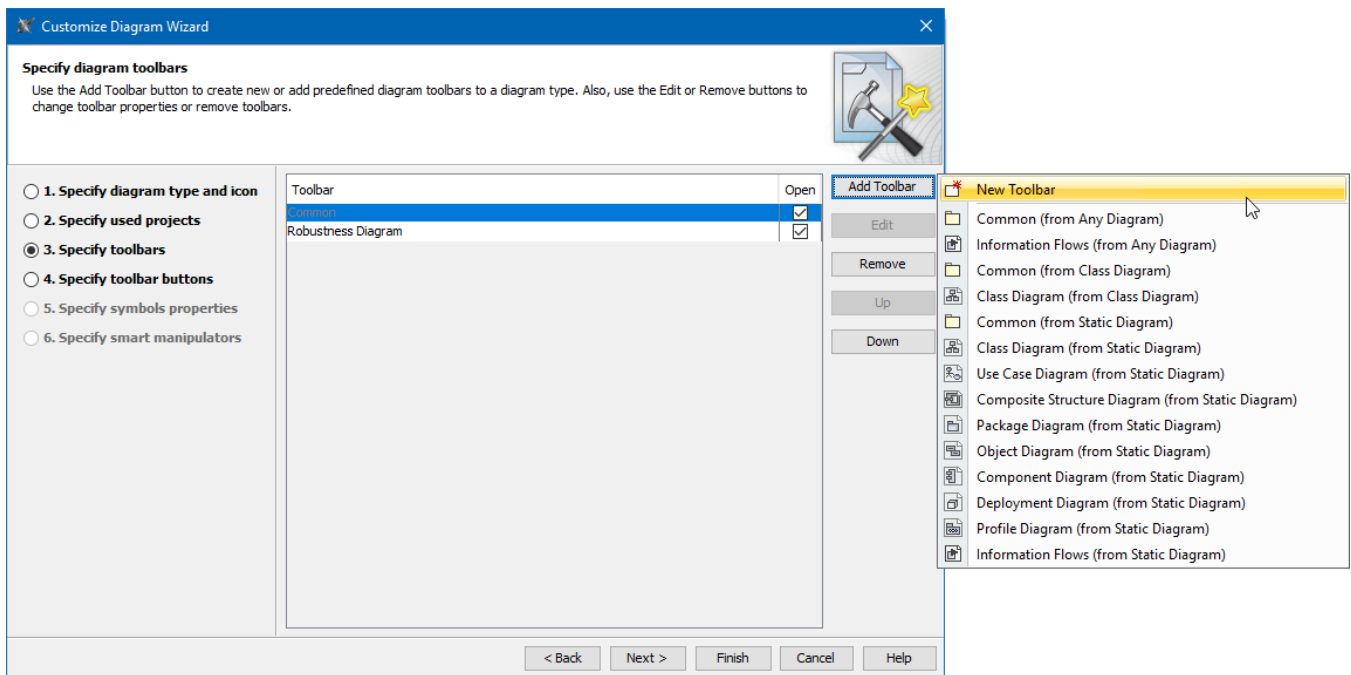 Customize Diagram Wizard
Specify diagram toolbars
Use the Add Toolbar button to create new or add predefined diagram toolbars to a diagram type. Also, use the Edit or Remove buttons to
change toolbar properties or remove toolbars.
1. Specify diagram type and icon
2. Specify used projects
3. Specify toolbars
4. Specify toolbar buttons
5. Specify symbols properties
6. Specify smart manipulators
Toolbar Open
Common
Robustness Diagram
Add Toolbar
Edit
Remove
Up
Down
New Toolbar
Common (from Any Diagram)
Information Flows (from Any Diagram)
Common (from Class Diagram)
Class Diagram (from Class Diagram)
Common (from Static Diagram)
Class Diagram (from Static Diagram)
Use Case Diagram (from Static Diagram)
Composite Structure Diagram (from Static Diagram)
Package Diagram (from Static Diagram)
Object Diagram (from Static Diagram)
Component Diagram (from Static Diagram)
Deployment Diagram (from Static Diagram)
Profile Diagram (from Static Diagram)
Information Flows (from Static Diagram)
< Back Next > Finish Cancel Help